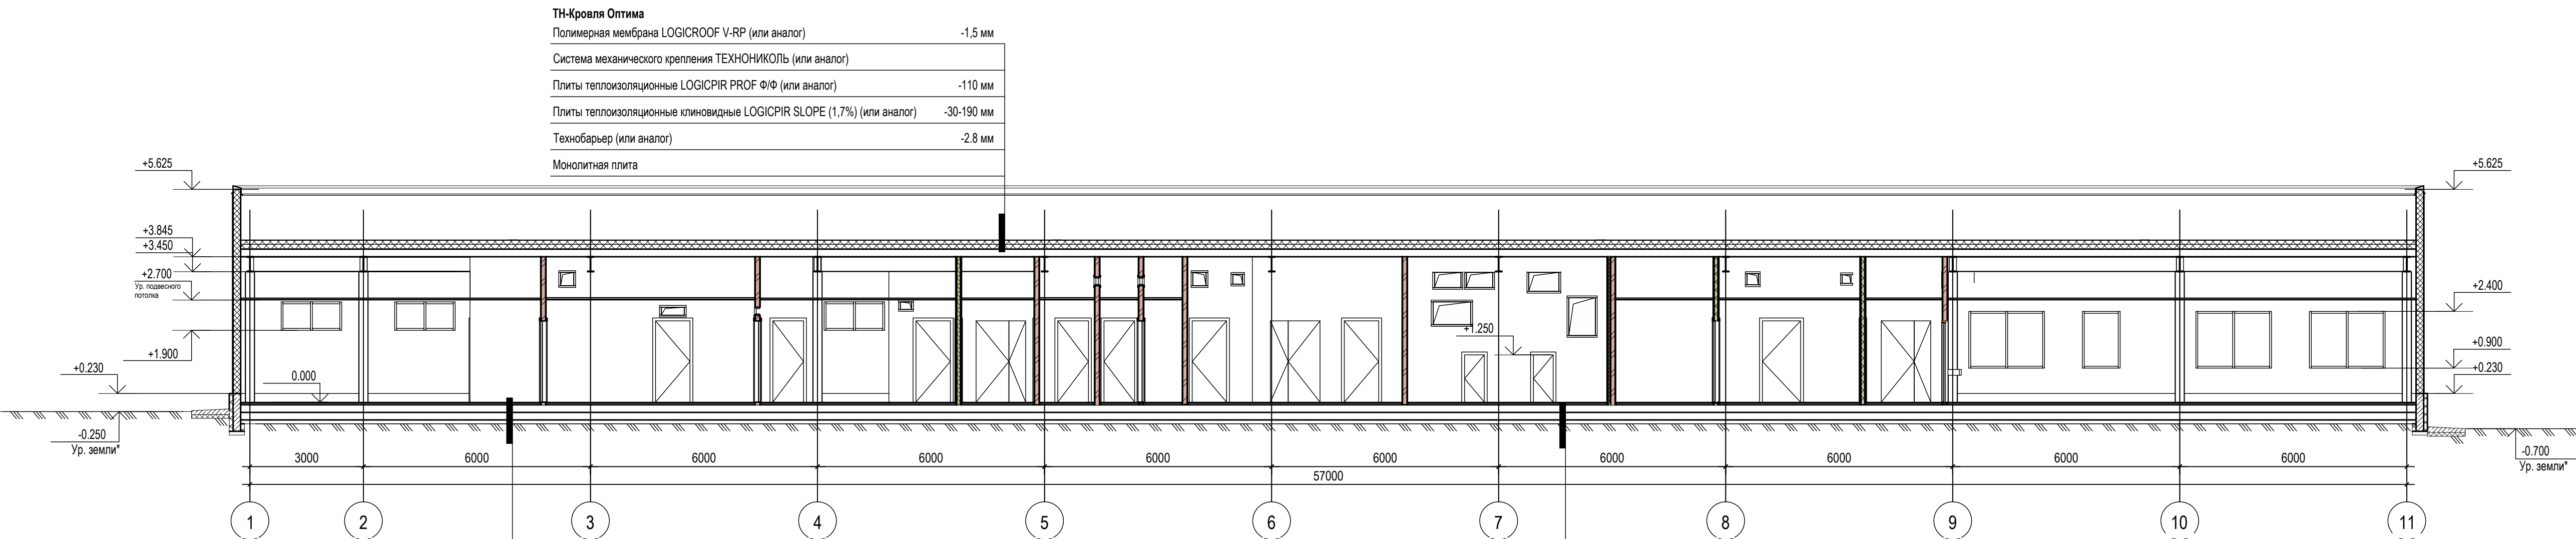 ТН-Кровля Оптима
Полимерная мембрана LOGICROOF V-RP (или аналог) -1,5 мм
Система механического крепления ТЕХНОНИКОЛЬ (или аналог)
Плиты теплоизоляционные LOGICPIR PROF Ф/Ф (или аналог) -110 мм
Плиты теплоизоляционные клиновидные LOGICPIR SLOPE (1,7%) (или аналог) -30-190 мм
Технобарьер (или аналог) -2.8 мм
Монолитная плита
+5.625 +5.625
+3.845
+3.450
+2.700
Ур. подвесного
потолка
+2.400
+1.250
+1.900
+0.900
+0.230
0.000
+0.230
-0.250
Ур. земли*
-0.700
Ур. земли*
3000 6000 6000 6000 6000 6000 6000 6000 6000 6000
57000
1 2 3 4 5 6 7 8 9 10 11